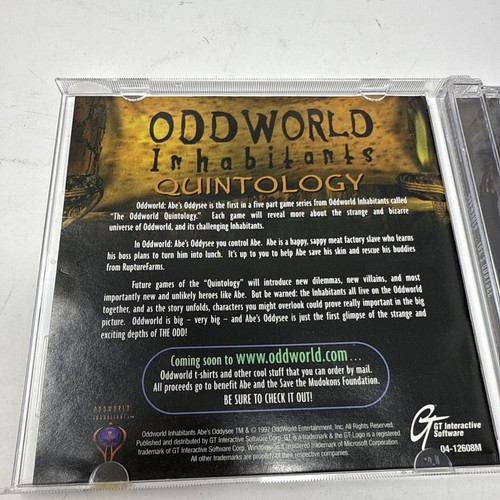 ODDWORLD
Inhabitants
QUINTOLOGY
Oddworld: Abe's Oddysee is the first in a five part game series from Oddworld Inhabitants called
"The Oddworld Quintology." Each game will reveal more about the strange and bizarre
universe of Oddworld, and its challenging Inhabitants.
In Oddworld: Abe's Oddysee you control Abe. Abe is a happy, sappy meat factory slave who learns
his boss plans to turn him into lunch. It's up to you to help Abe save his skin and rescue his buddies
from RuptureFarms.
Future games of the "Quintology" will introduce new dilemmas, new villains, and most
importantly new and unlikely heroes like Abe. But be warned: the Inhabitants all live on the Oddworld
together, and as the story unfolds, characters you might overlook could prove really important in the big
picture. Oddworld is big – very big – and Abe's Oddysee is just the first glimpse of the strange and
exciting depths of THE ODD!
Coming soon to www.oddworld.com...
Oddworld t-shirts and other cool stuff that you can order by mail.
All proceeds go to benefit Abe and the Save the Mudokons Foundation.
BE SURE TO CHECK IT OUT!
ODDWORLD
INHABITANTS
Oddworld Inhabitants Abe's Oddysee TM & © 1997 OddWorld Entertainment, Inc. All Rights Reserved.
Published and distributed by GT Interactive Software Corp. GT is a trademark & the GT Logo is a registered
trademark of GT Interactive Software Corp. Windows is a registered trademark of Microsoft Corporation.
All other trademarks are property of their respective companies.
GT
GT Interactive
Software
04-12608M